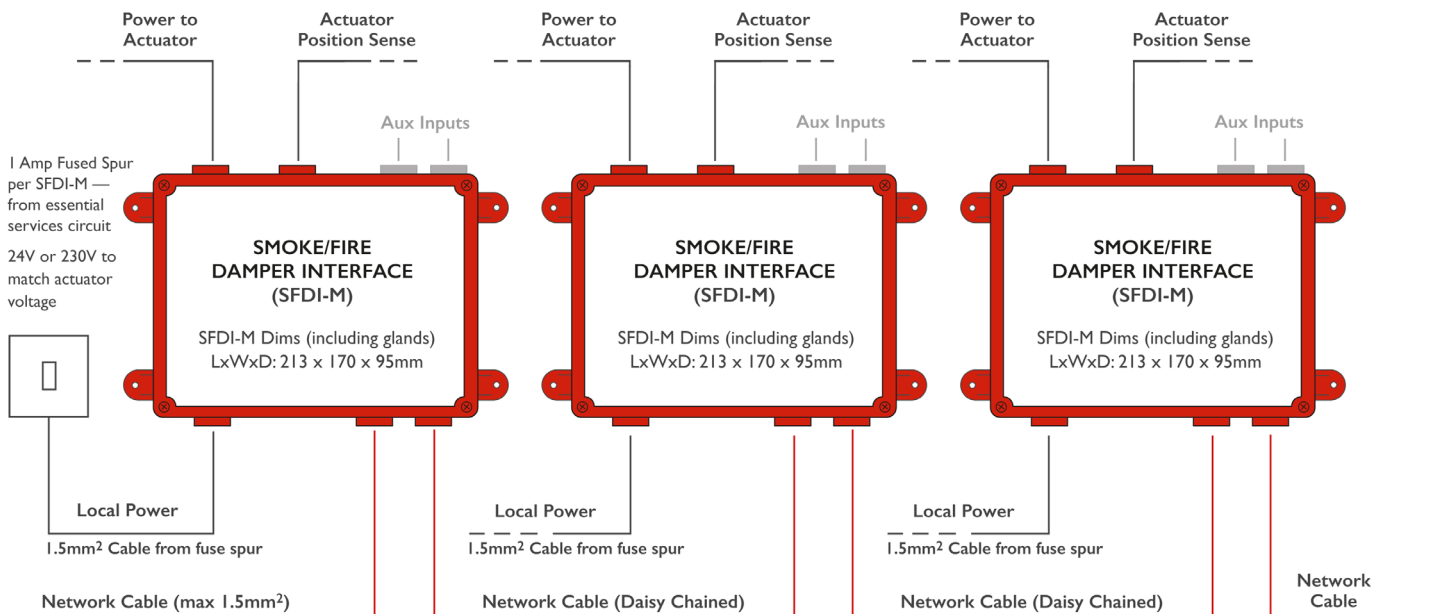 Power to
Actuator
Actuator
Position Sense
Power to
Actuator
Actuator
Position Sense
Power to
Actuator
Actuator
Position Sense
Aux Inputs
Aux Inputs
Aux Inputs
1 Amp Fused Spur
per SFDI-M —
from essential
services circuit
24V or 230V to
match actuator
voltage
SMOKE/FIRE
DAMPER INTERFACE
(SFDI-M)
SFDI-M Dims (including glands)
LxWxD: 213 x 170 x 95mm
SMOKE/FIRE
DAMPER INTERFACE
(SFDI-M)
SFDI-M Dims (including glands)
LxWxD: 213 x 170 x 95mm
SMOKE/FIRE
DAMPER INTERFACE
(SFDI-M)
SFDI-M Dims (including glands)
LxWxD: 213 x 170 x 95mm
Local Power
1.5mm² Cable from fuse spur
Local Power
1.5mm² Cable from fuse spur
Local Power
1.5mm² Cable from fuse spur
Network Cable (max 1.5mm²)
Network Cable (Daisy Chained)
Network Cable (Daisy Chained)
Network
Cable